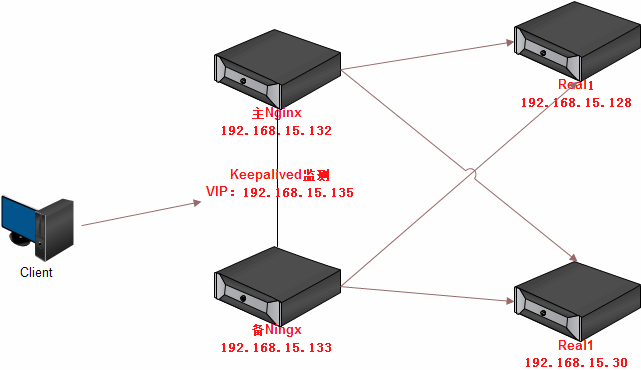 主Nginx
192.168.15.132
Real1
192.168.15.128
Keepalived监测
VIP：192.168.15.135
Client
备Ningx
192.168.15.133
Real1
192.168.15.30